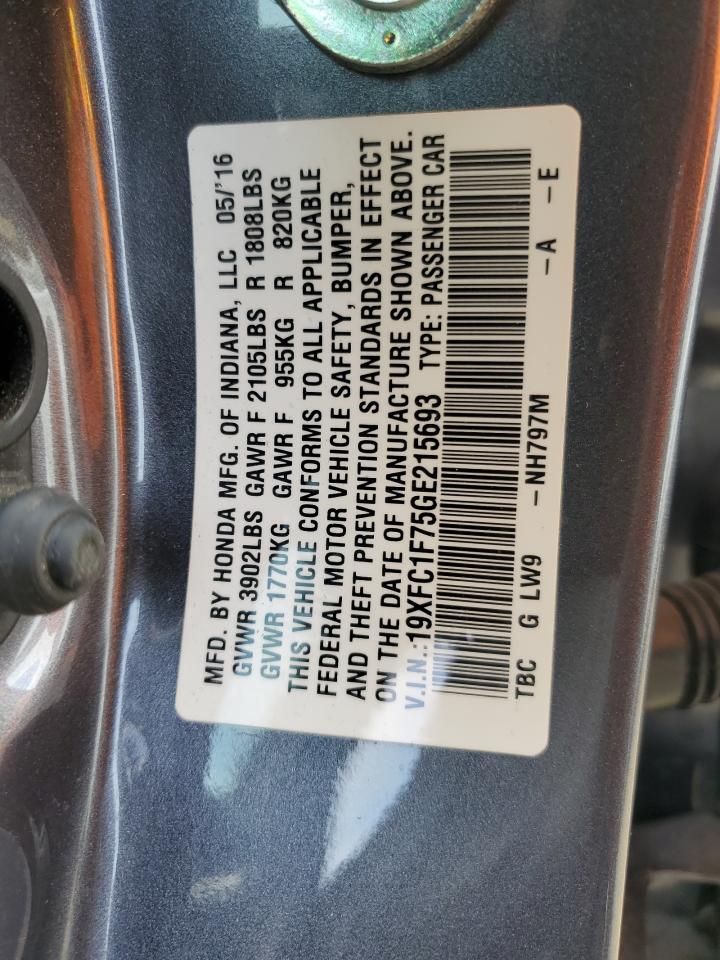 MFD. BY HONDA MFG. OF INDIANA, LLC 05/'16
GVWR 3902LBS GAWR F 2105LBS R 1808LBS
GVWR 1770KG GAWR F 955KG R 820KG
THIS VEHICLE CONFORMS TO ALL APPLICABLE
FEDERAL MOTOR VEHICLE SAFETY, BUMPER,
AND THEFT PREVENTION STANDARDS IN EFFECT
ON THE DATE OF MANUFACTURE SHOWN ABOVE.
V.I.N.:19XFC1F75GE215693 TYPE: PASSENGER CAR
TBC G LW9 -NH797M -A -E